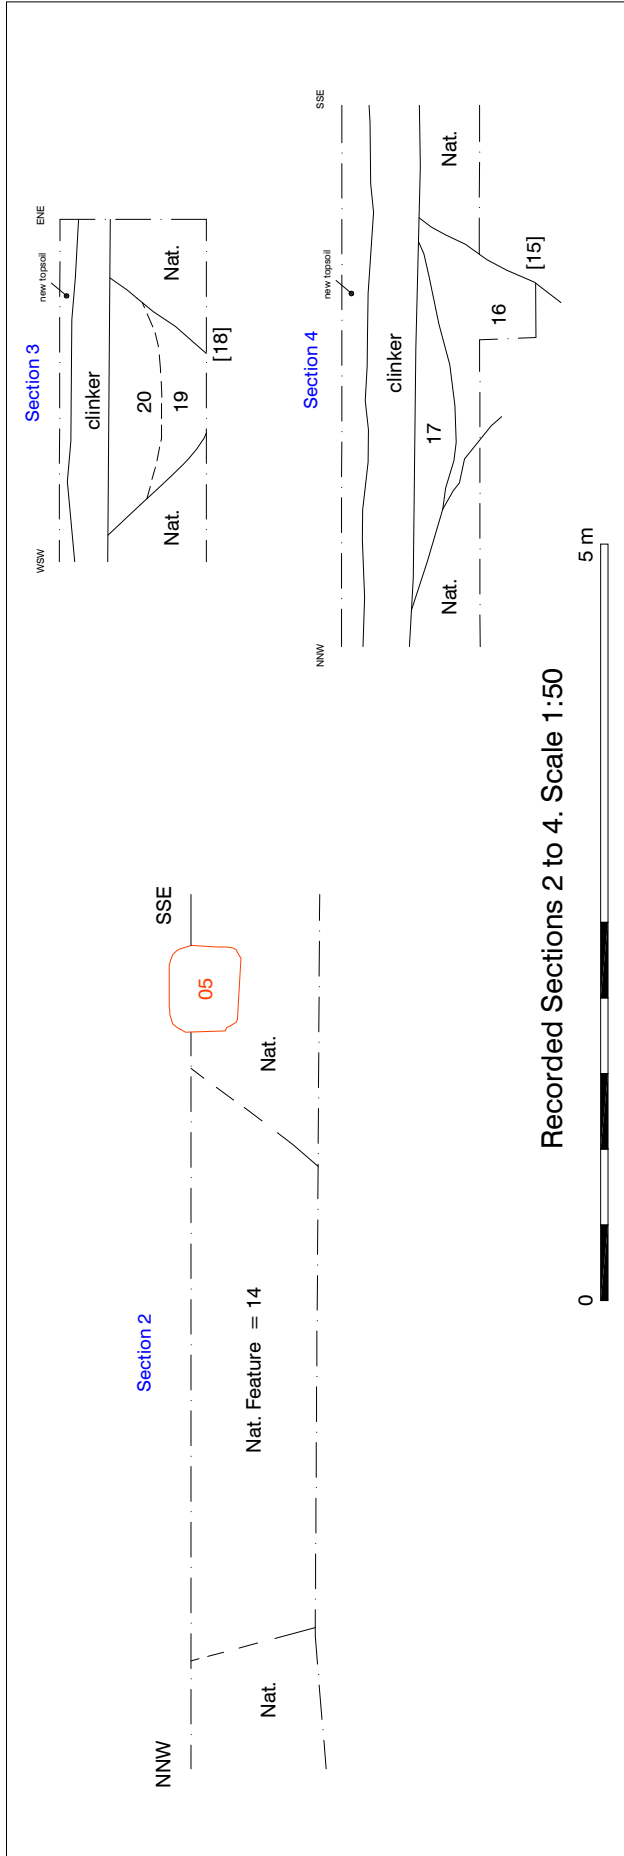 Section 2
NNW
SSE
Nat.
Nat. Feature = 14
Nat.
05
Section 3
WSW
ENE
new topsoil
clinker
20
19
Nat.
Nat.
[18]
Section 4
NNW
SSE
new topsoil
clinker
17
16
Nat.
Nat.
[15]
Recorded Sections 2 to 4. Scale 1:50
0
5 m